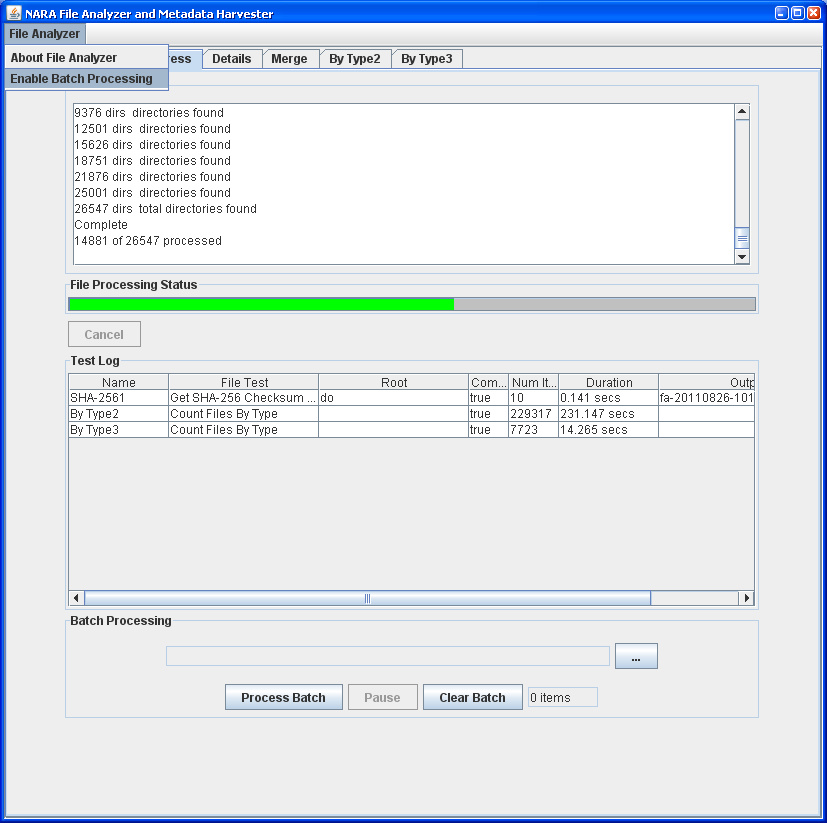 NARA File Analyzer and Metadata Harvester
File Analyzer
About File Analyzer
Enable Batch Processing
ess Details Merge By Type2 By Type3
9376 dirs  directories found
12501 dirs  directories found
15626 dirs  directories found
18751 dirs  directories found
21876 dirs  directories found
25001 dirs  directories found
26547 dirs  total directories found
Complete
14881 of 26547 processed
File Processing Status
Cancel
Test Log
Name File Test Root Com... Num It... Duration Outp
SHA-2561 Get SHA-256 Checksum ... do true 10 0.141 secs fa-20110826-101
By Type2 Count Files By Type true 229317 231.147 secs
By Type3 Count Files By Type true 7723 14.265 secs
Batch Processing
...
Process Batch Pause Clear Batch 0 items